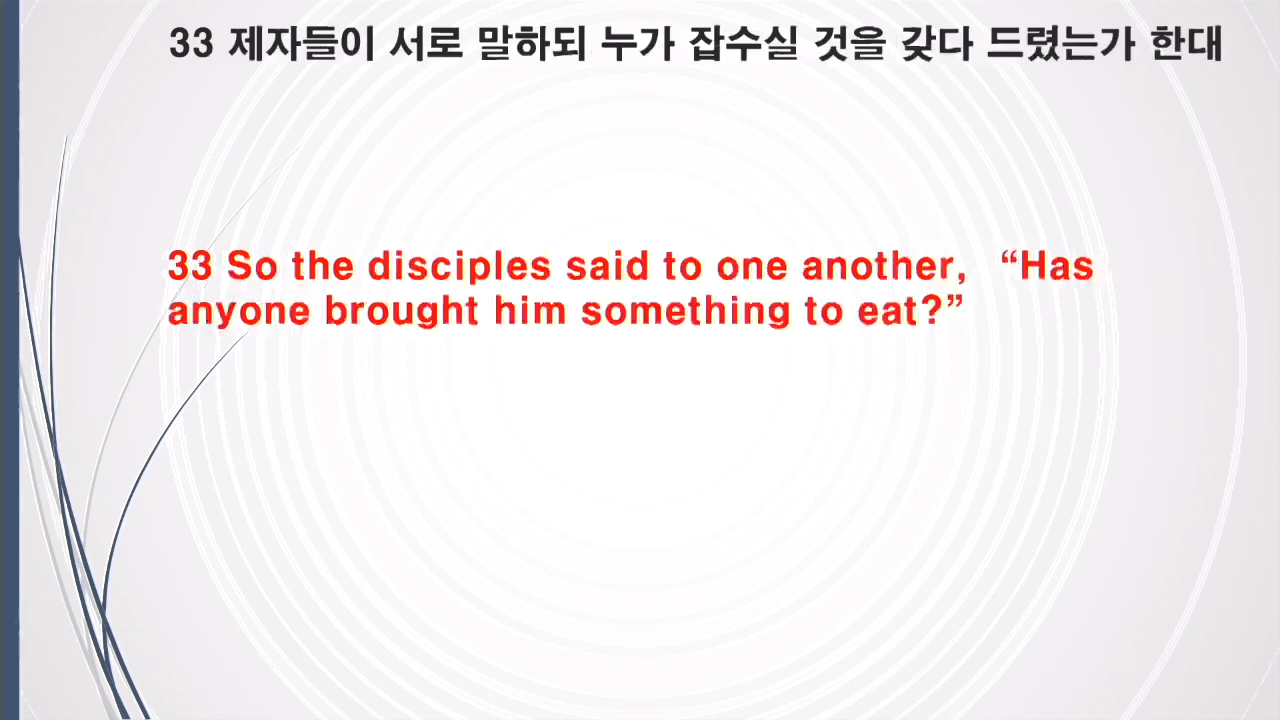 33 제자들이 서로 말하되 누가 잡수실 것을 갖다 드렸는가 한대
33 So the disciples said to one another, “Has
anyone brought him something to eat?”